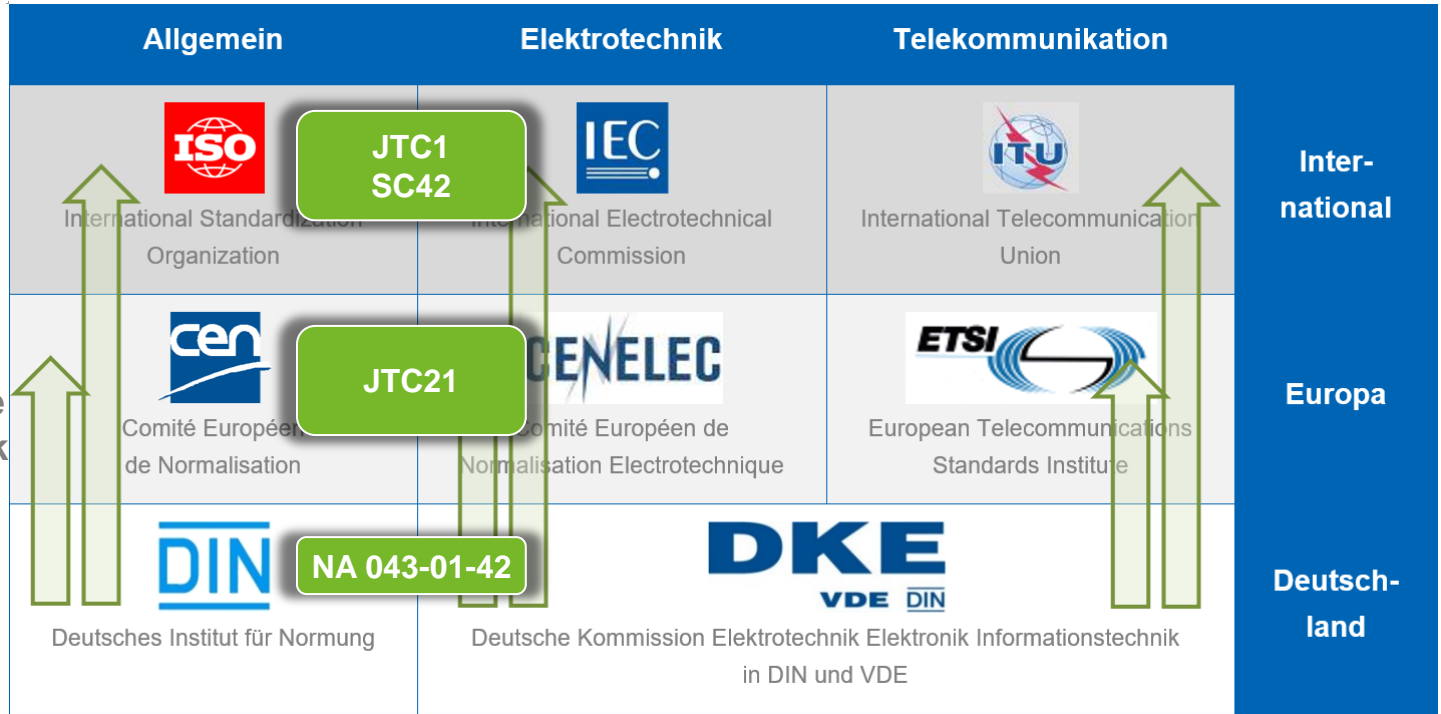 Allgemein
Elektrotechnik
Telekommunikation
ISO
JTC1
SC42
IEC
ITU
Inter-
national
International Standardization
Organization
International Electrotechnical
Commission
International Telecommunication
Union
cen
JTC21
CENELEC
ETSI
Europa
e
k
Comité Européen
de Normalisation
Comité Européen de
Normalisation Electrotechnique
European Telecommunications
Standards Institute
DIN
NA 043-01-42
DKE
VDE DIN
Deutsch-
land
Deutsches Institut für Normung
Deutsche Kommission Elektrotechnik Elektronik Informationstechnik
in DIN und VDE